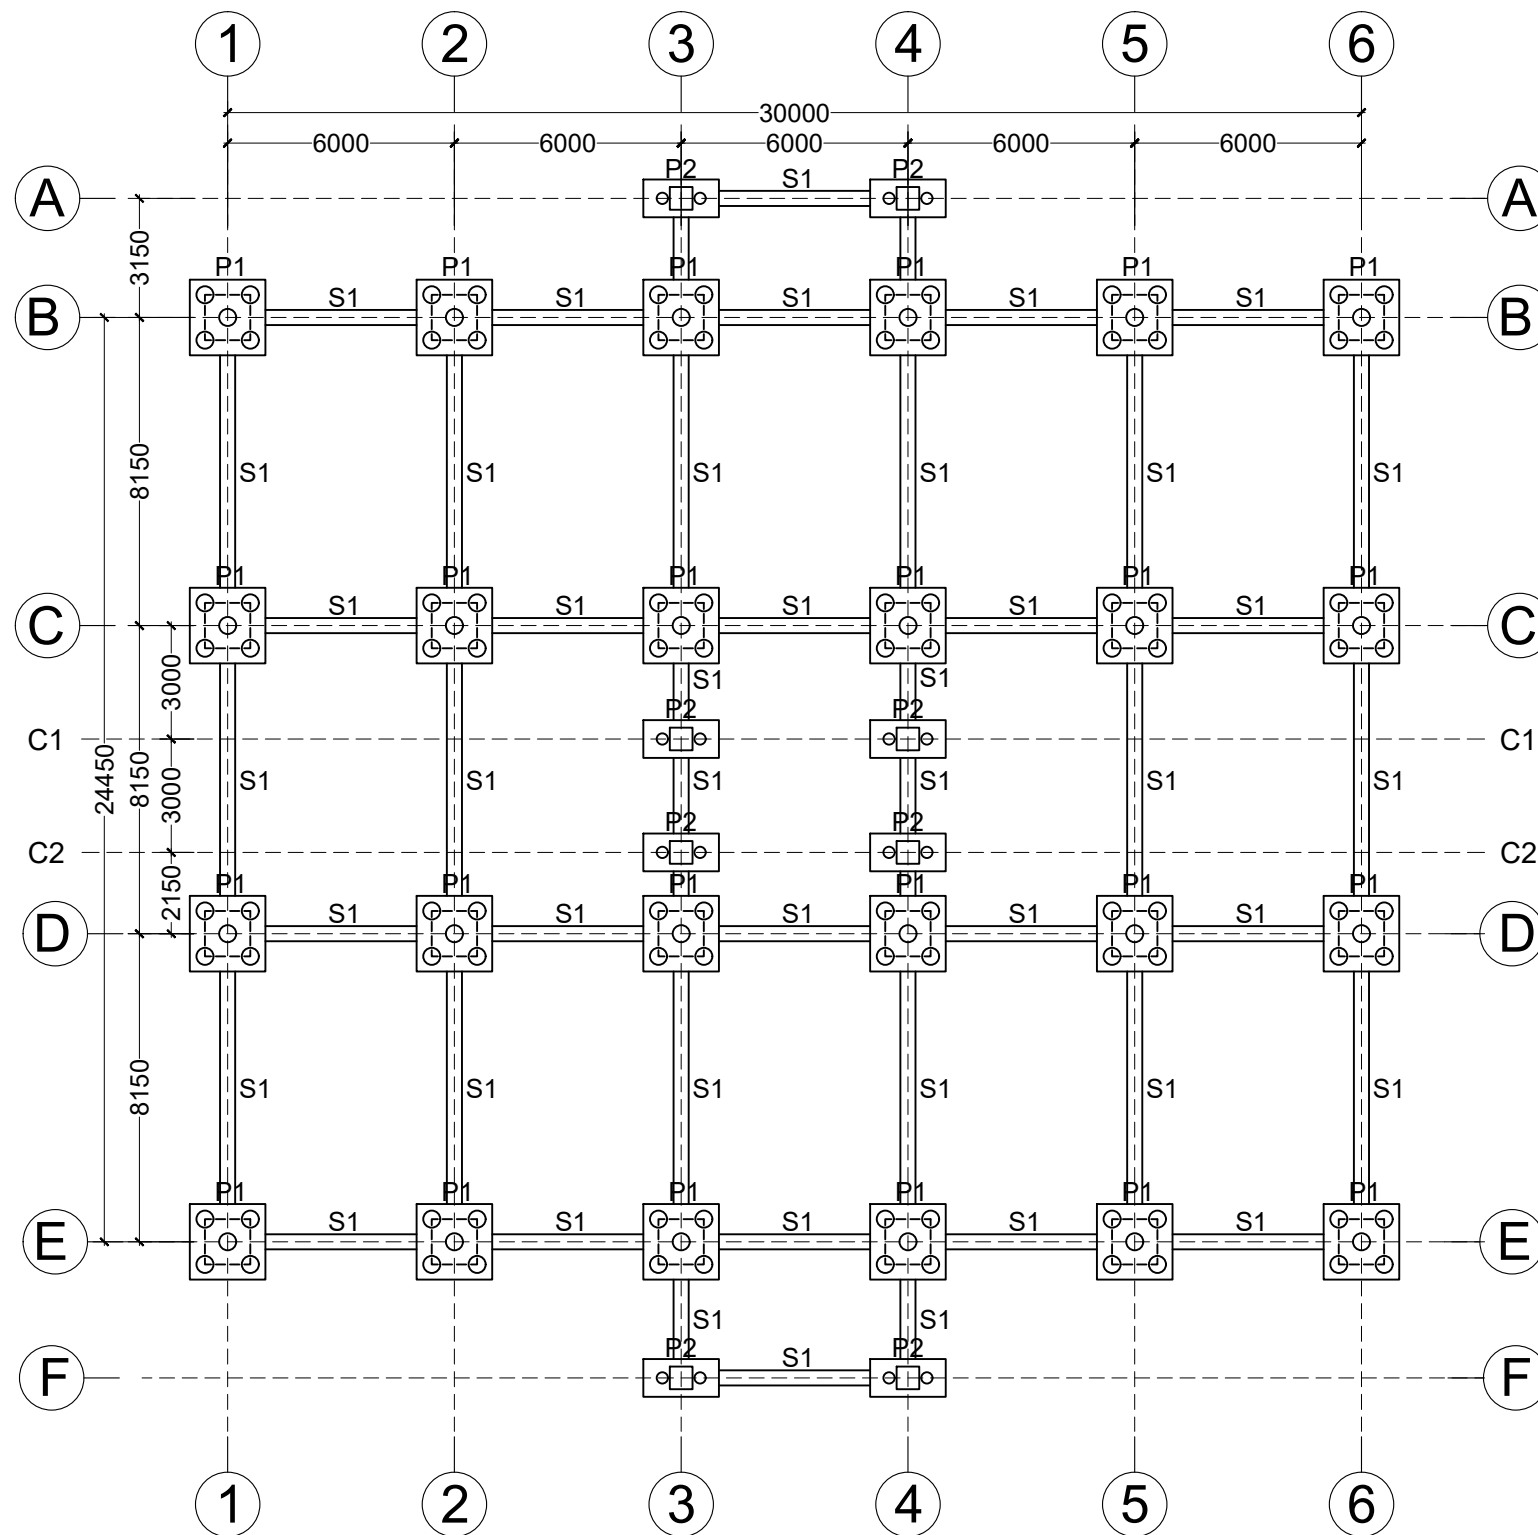 1 2 3 4 5 6
30000
6000 6000 6000 6000 6000
P2 P2
S1
A A
3150
P1 P1 P1 P1 P1 P1
S1 S1 S1 S1 S1
B B
8150
S1 S1 S1 S1 S1 S1
P1 P1 P1 P1 P1 P1
S1 S1 S1 S1 S1
C C
3000
S1 S1
P2 P2
C1 C1
24450
8150
3000
S1 S1 S1 S1 S1 S1
P2 P2
C2 C2
2150
P1 P1 P1 P1 P1 P1
S1 S1 S1 S1 S1
D D
8150
S1 S1 S1 S1 S1 S1
P1 P1 P1 P1 P1 P1
S1 S1 S1 S1 S1
E E
S1 S1
P2 P2
S1
F F
1 2 3 4 5 6